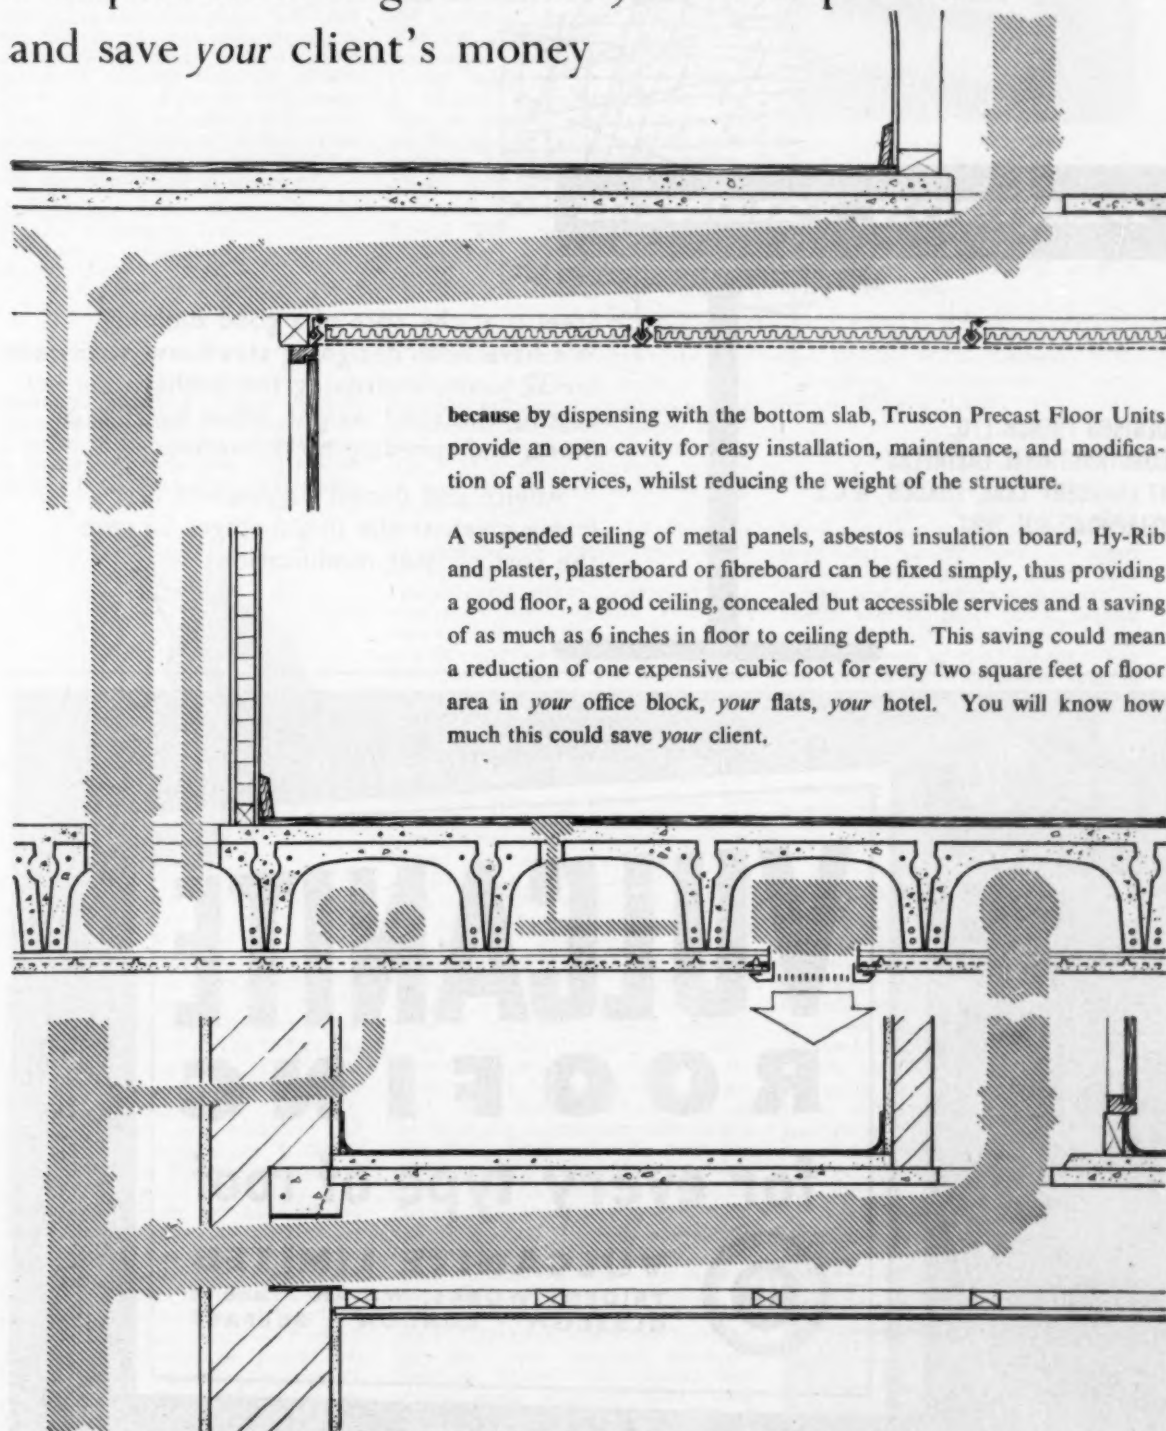 and save your client's money
because by dispensing with the bottom slab, Truscon Precast Floor Units
provide an open cavity for easy installation, maintenance, and modifica-
tion of all services, whilst reducing the weight of the structure.
A suspended ceiling of metal panels, asbestos insulation board, Hy-Rib
and plaster, plasterboard or fibreboard can be fixed simply, thus providing
a good floor, a good ceiling, concealed but accessible services and a saving
of as much as 6 inches in floor to ceiling depth. This saving could mean
a reduction of one expensive cubic foot for every two square feet of floor
area in your office block, your flats, your hotel. You will know how
much this could save your client.